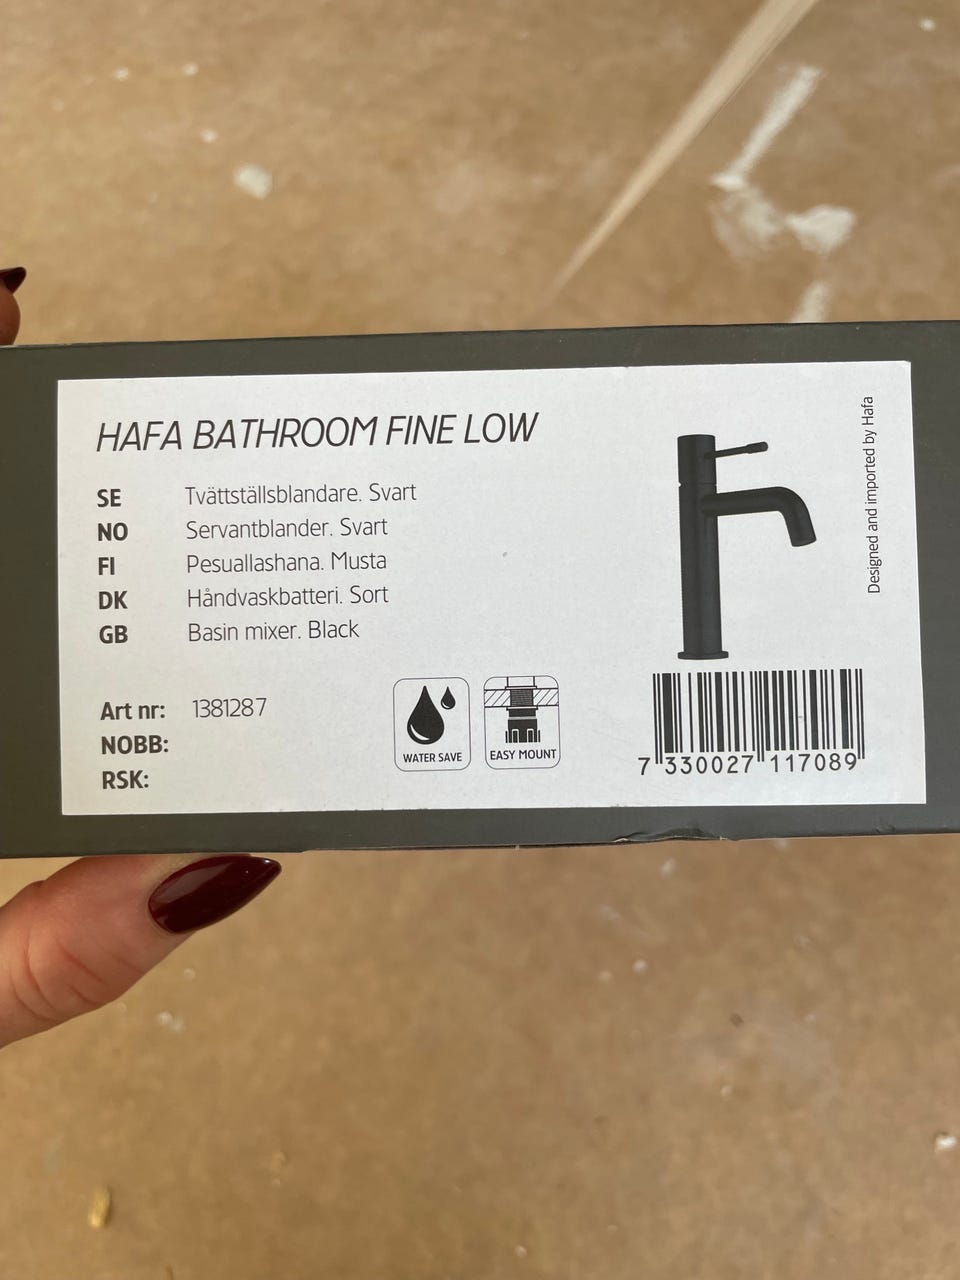 HAFA BATHROOM FINE LOW
SE Tvättställsblandare. Svart
NO Servantblander. Svart
FI Pesuallashana. Musta
DK Håndvaskbatteri. Sort
GB Basin mixer. Black
Art nr: 1381287
NOBB:
RSK:
WATER SAVE
EASY MOUNT
7 330027 117089
Designed and imported by Hafa